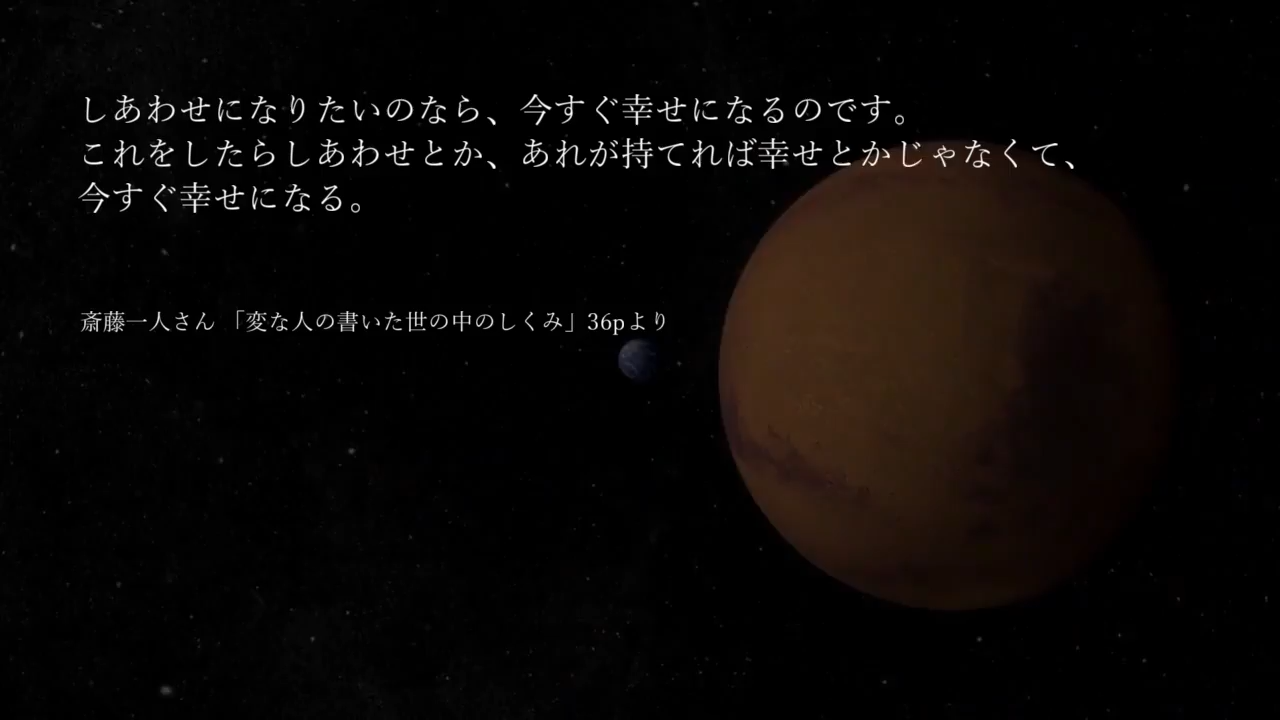 しあわせになりたいのなら、今すぐ幸せになるのです。
これをしたらしあわせとか、あれが持てれば幸せとかじゃなくて、
今すぐ幸せになる。
斎藤一人さん 「変な人の書いた世の中のしくみ」36pより